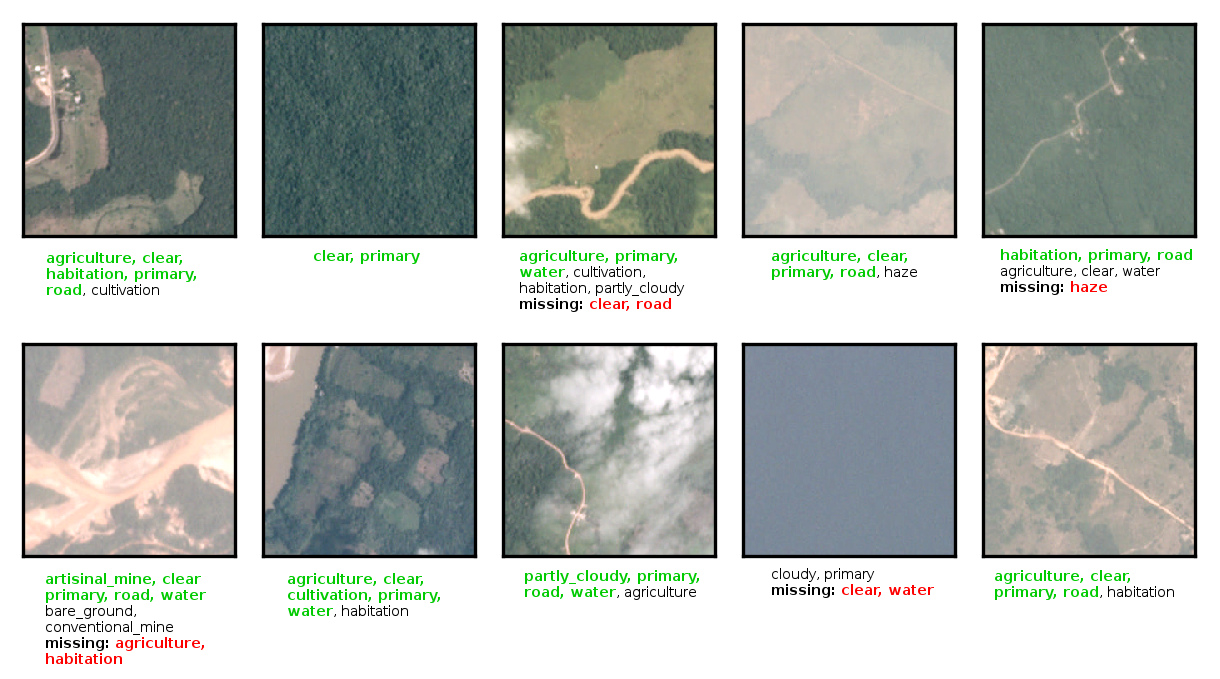 agriculture, clear,
habitation, primary,
road, cultivation
clear, primary
agriculture, primary,
water, cultivation,
habitation, partly_cloudy
missing: clear, road
agriculture, clear,
primary, road, haze
habitation, primary, road
agriculture, clear, water
missing: haze
artisinal_mine, clear
primary, road, water
bare_ground,
conventional_mine
missing: agriculture,
habitation
agriculture, clear,
cultivation, primary,
water, habitation
partly_cloudy, primary,
road, water, agriculture
cloudy, primary
missing: clear, water
agriculture, clear,
primary, road, habitation